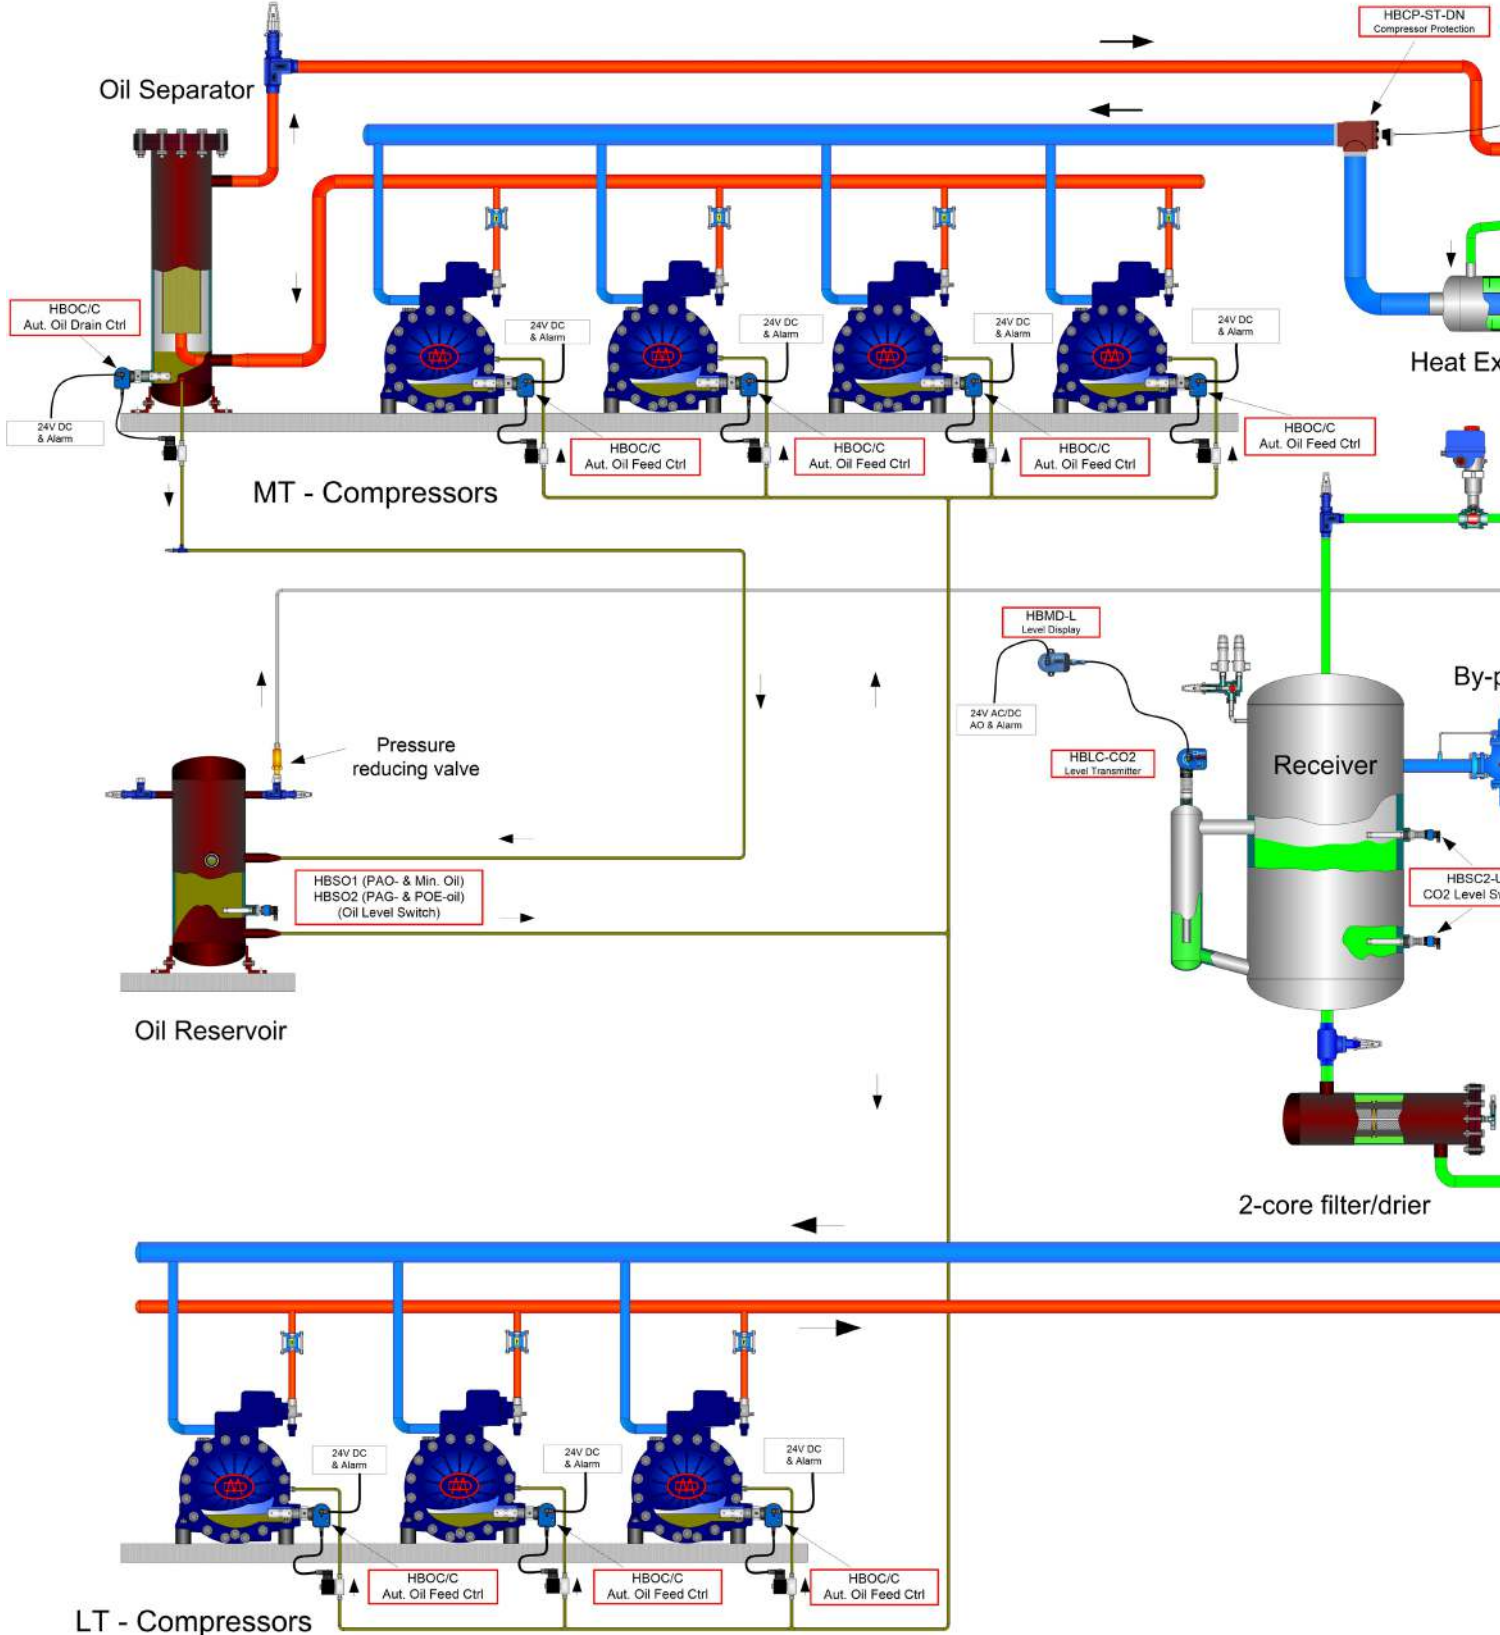 HBCP-ST-DN
Compressor Protection
Oil Separator
HBOC/C
Aut. Oil Drain Ctrl
24V DC
& Alarm
24V DC
& Alarm
24V DC
& Alarm
24V DC
& Alarm
24V DC
& Alarm
Heat Ex
HBOC/C
Aut. Oil Feed Ctrl
HBOC/C
Aut. Oil Feed Ctrl
HBOC/C
Aut. Oil Feed Ctrl
HBOC/C
Aut. Oil Feed Ctrl
MT - Compressors
HBMD-L
Level Display
24V AC/DC
AO & Alarm
By-p
Pressure
reducing valve
HBLC-CO2
Level Transmitter
Receiver
HBSO1 (PAO- & Min. Oil)
HBSO2 (PAG- & POE-oil)
(Oil Level Switch)
HBSC2-U
CO2 Level Sw
Oil Reservoir
2-core filter/drier
24V DC
& Alarm
24V DC
& Alarm
24V DC
& Alarm
HBOC/C
Aut. Oil Feed Ctrl
HBOC/C
Aut. Oil Feed Ctrl
HBOC/C
Aut. Oil Feed Ctrl
LT - Compressors